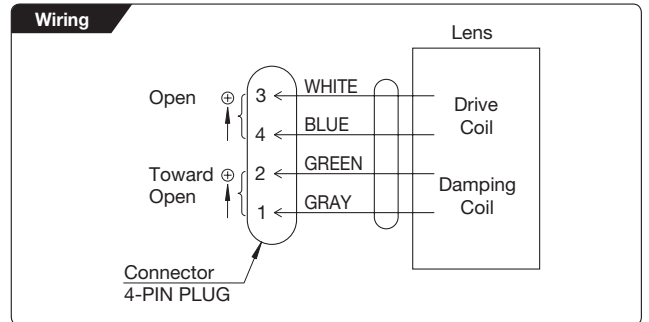 Wiring
Lens
Open ⊕ 3 WHITE
Drive
Coil
4 BLUE
Toward ⊕ 2 GREEN
Open
Damping
Coil
1 GRAY
Connector
4-PIN PLUG